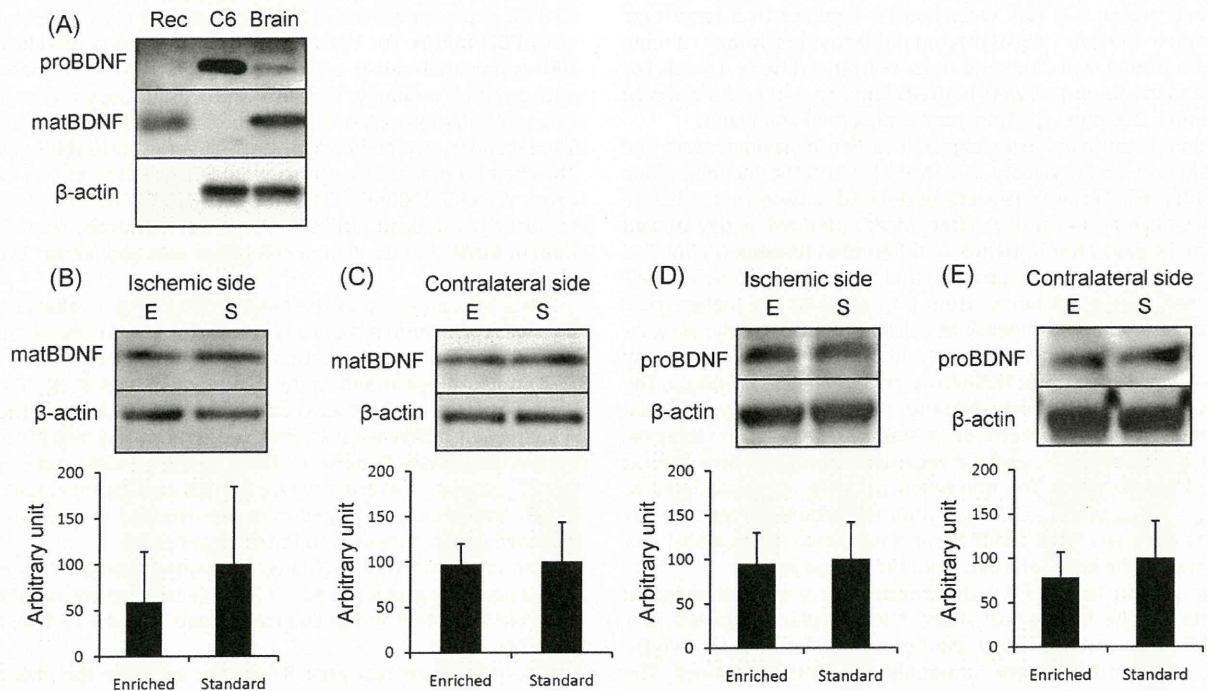 (A)
Rec C6 Brain
proBDNF
matBDNF
β-actin
(B)
Ischemic side
E S
matBDNF
β-actin
200
150
100
50
0
Arbitrary unit
Enriched Standard
(C)
Contralateral side
E S
matBDNF
β-actin
200
150
100
50
0
Arbitrary unit
Enriched Standard
(D)
Ischemic side
E S
proBDNF
β-actin
200
150
100
50
0
Arbitrary unit
Enriched Standard
(E)
Contralateral side
E S
proBDNF
β-actin
200
150
100
50
0
Arbitrary unit
Enriched Standard